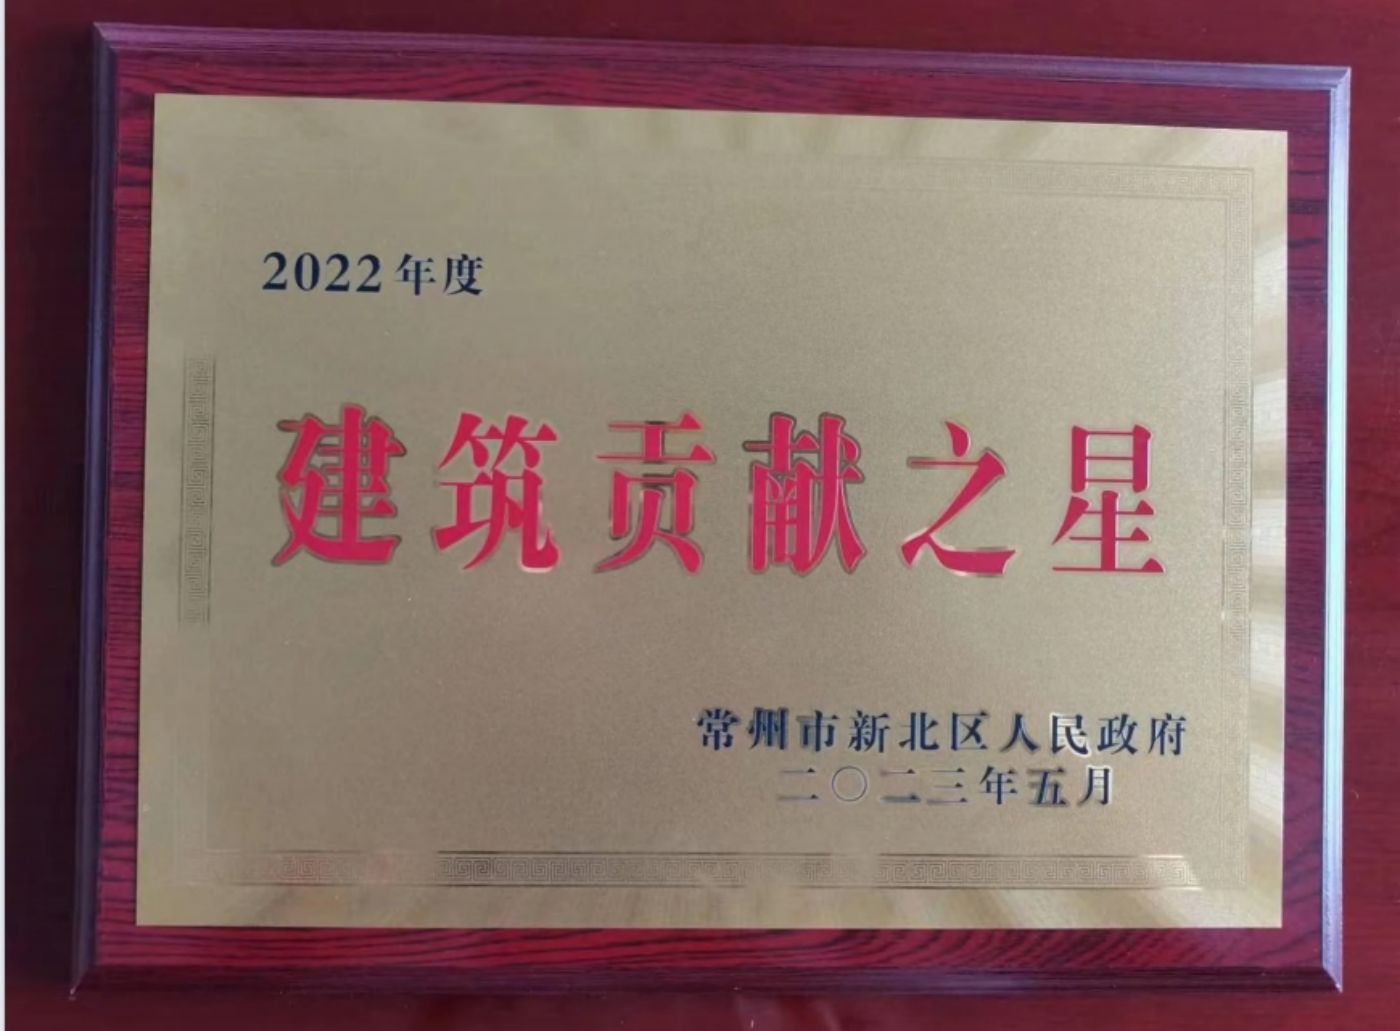 2022年度
建筑贡献之星
常州市新北区人民政府
二〇二三年五月